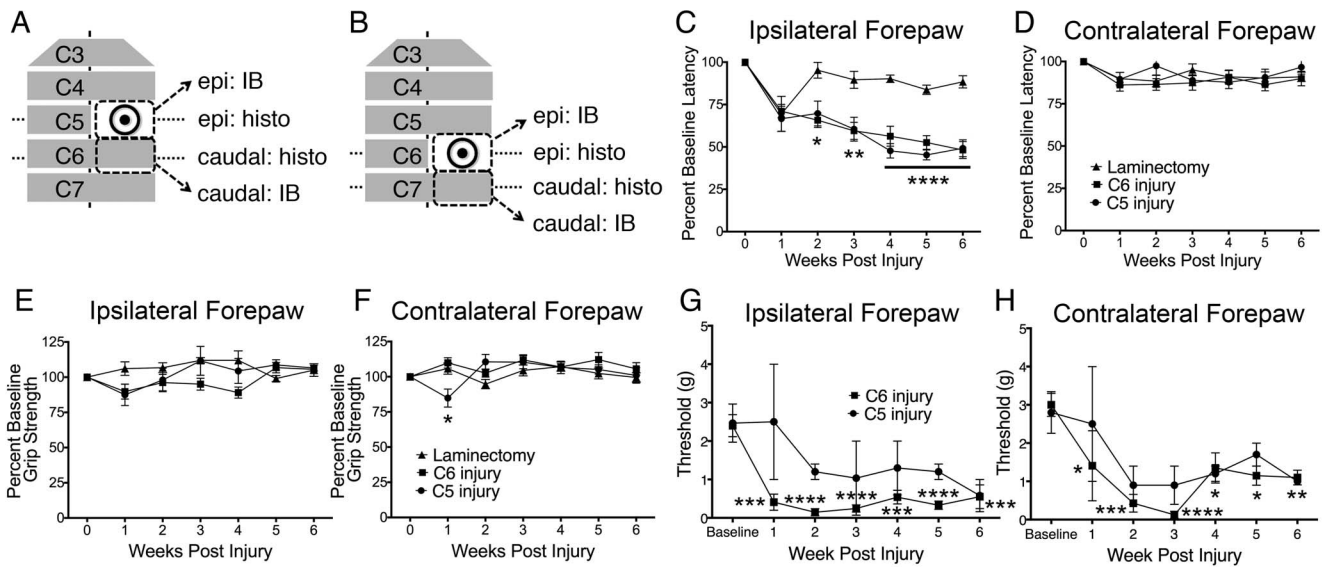 A
C3
C4
C5
C6
C7
epi: IB
epi: histo
caudal: histo
caudal: IB
B
C3
C4
C5
C6
C7
epi: IB
epi: histo
caudal: histo
caudal: IB
C
Ipsilateral Forepaw
Percent Baseline Latency
100
75
50
25
0
*
**
****
0 1 2 3 4 5 6
Weeks Post Injury
D
Contralateral Forepaw
Percent Baseline Latency
100
75
50
25
0
Laminectomy
C6 injury
C5 injury
0 1 2 3 4 5 6
Weeks Post Injury
E
Ipsilateral Forepaw
Percent Baseline
Grip Strength
125
100
75
50
25
0
0 1 2 3 4 5 6
Weeks Post Injury
F
Contralateral Forepaw
Percent Baseline
Grip Strength
125
100
75
50
25
0
*
Laminectomy
C6 injury
C5 injury
0 1 2 3 4 5 6
Weeks Post Injury
G
Ipsilateral Forepaw
Threshold (g)
5
4
3
2
1
0
C6 injury
C5 injury
*** **** **** *** **** ***
Baseline 1 2 3 4 5 6
Week Post Injury
H
Contralateral Forepaw
Threshold (g)
5
4
3
2
1
0
* *** **** * * **
Baseline 1 2 3 4 5 6
Week Post Injury